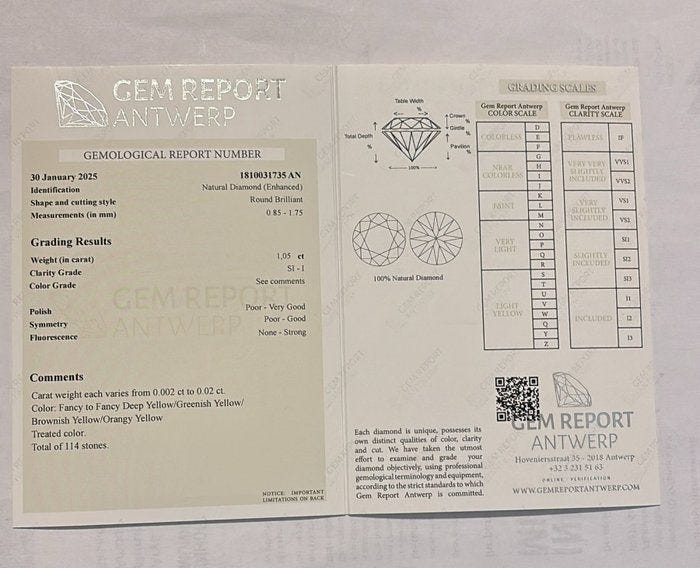 GEM REPORT
ANTWERP
GEMOLOGICAL REPORT NUMBER
30 January 2025 1810031735 AN
Identification Natural Diamond (Enhanced)
Shape and cutting style Round Brilliant
Measurements (in mm) 0.85 - 1.75
Grading Results
Weight (in carat) 1,05 ct
Clarity Grade SI - I
Color Grade See comments
GEM REPORT
ANTWERP
Polish Poor - Very Good
Symmetry Poor - Good
Fluorescence None - Strong
Comments
Carat weight each varies from 0.002 ct to 0.02 ct.
Color: Fancy to Fancy Deep Yellow/Greenish Yellow/
Brownish Yellow/Orangy Yellow
Treated color.
Total of 114 stones.
NOTICE: IMPORTANT
LIMITATIONS ON BACK
Table Width
%
Crown
%
Girdle
%
Total Depth
%
Pavilion
%
100%
100% Natural Diamond
Each diamond is unique, possesses its
own distinct qualities of color, clarity
and cut. We have taken the utmost
effort to examine and grade your
diamond objectively, using professional
gemological terminology and equipment,
according to the strict standards to which
Gem Report Antwerp is committed.
GRADING SCALES
Gem Report Antwerp
COLOR SCALE
COLORLESS
D
E
F
NEAR
COLORLESS
G
H
I
J
FAINT
K
L
M
VERY
LIGHT
N
O
P
Q
R
LIGHT
YELLOW
S
T
U
V
W
Q
Y
Z
Gem Report Antwerp
CLARITY SCALE
FLAWLESS
IF
VERY VERY
SLIGHTLY
INCLUDED
VVS1
VVS2
VERY
SLIGHTLY
INCLUDED
VS1
VS2
SLIGHTLY
INCLUDED
SI1
SI2
SI3
INCLUDED
I1
I2
I3
GEM REPORT
ANTWERP
Hoveniersstraat 35 - 2018 Antwerp
+32 3 231 51 63
ONLINE VERIFICATION
WWW.GEMREPORTANTWERP.COM